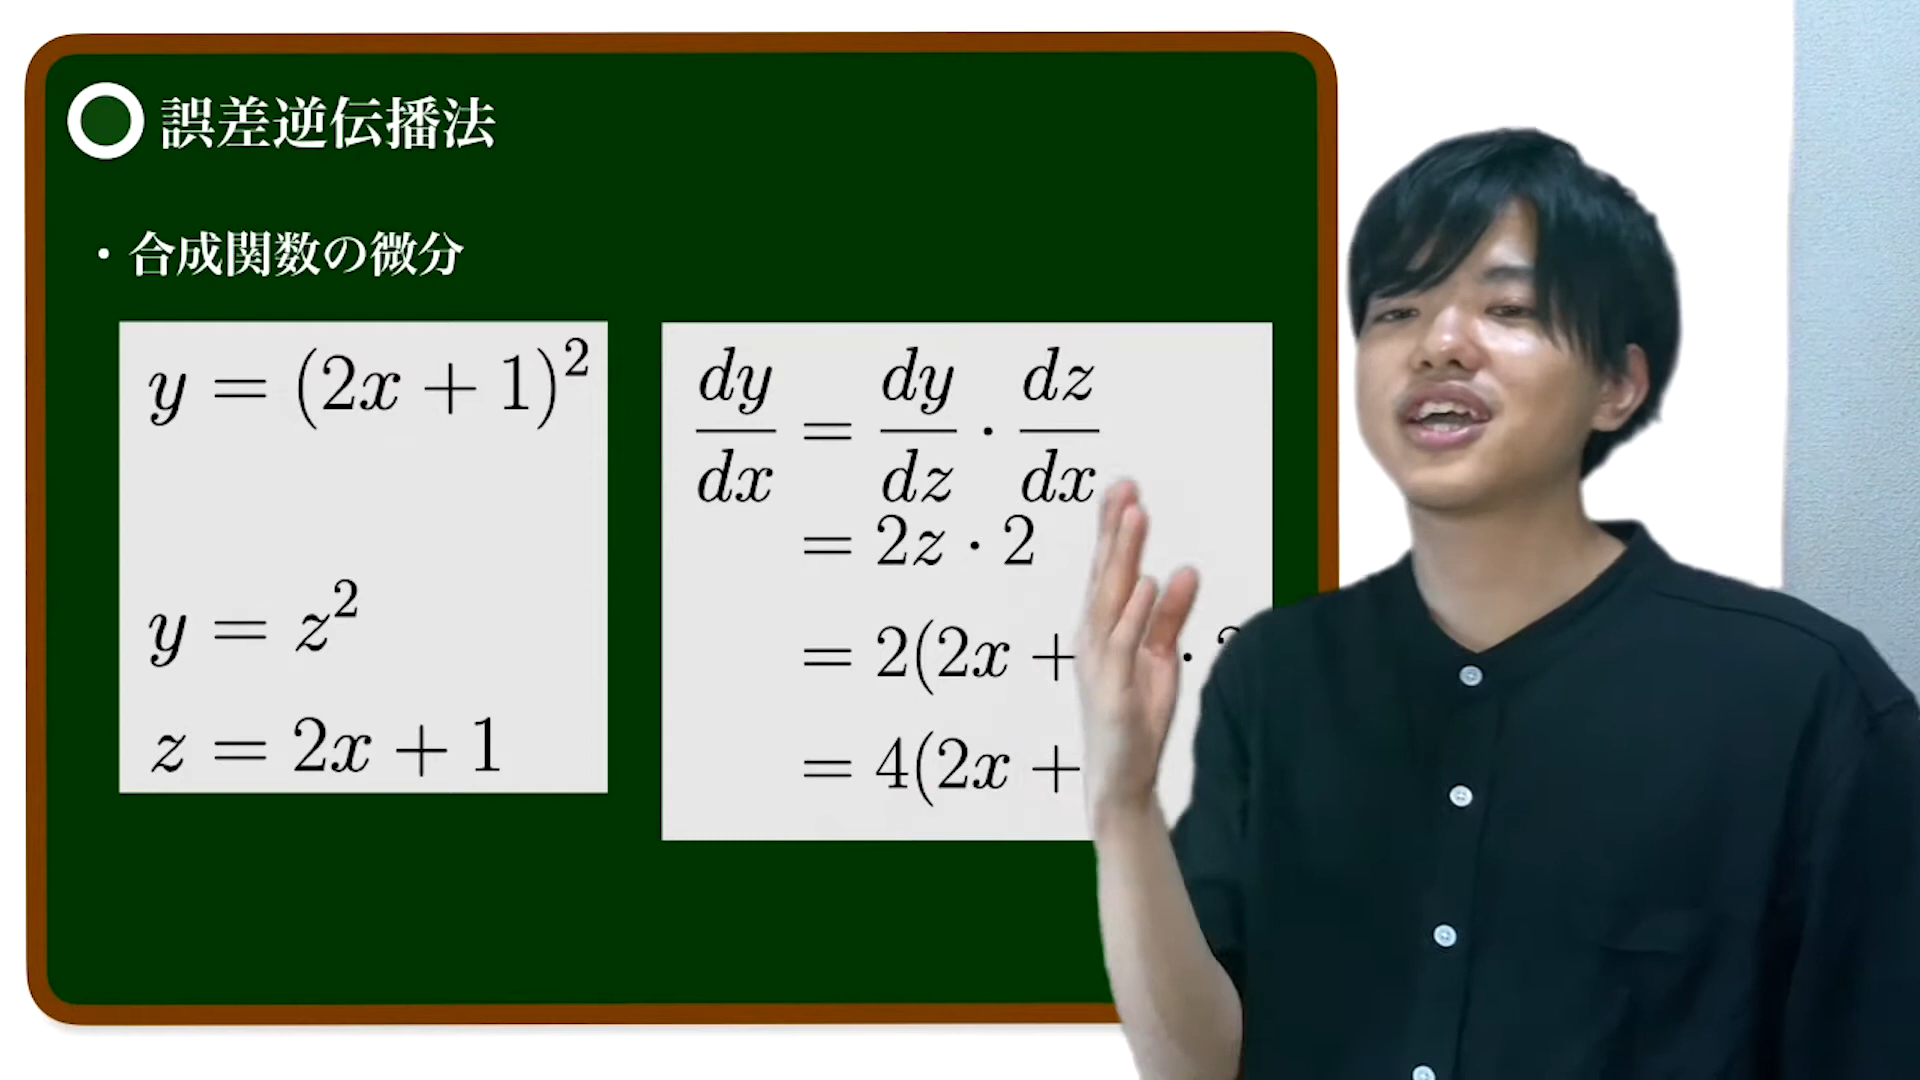 誤差逆伝播法
・合成関数の微分
y = (2x + 1)²
y = z²
z = 2x + 1
dy/dx = dy/dz · dz/dx
= 2z · 2
= 2(2x +
= 4(2x +